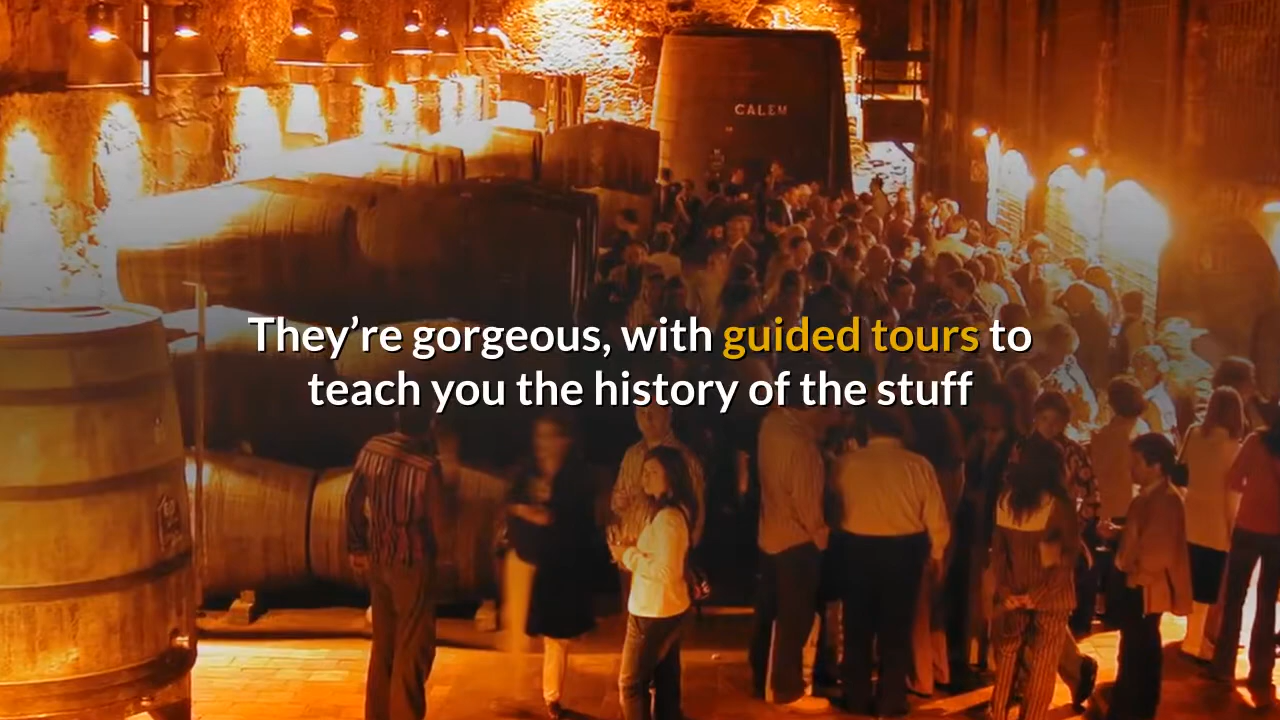 CALEM
They’re gorgeous, with guided tours to
teach you the history of the stuff